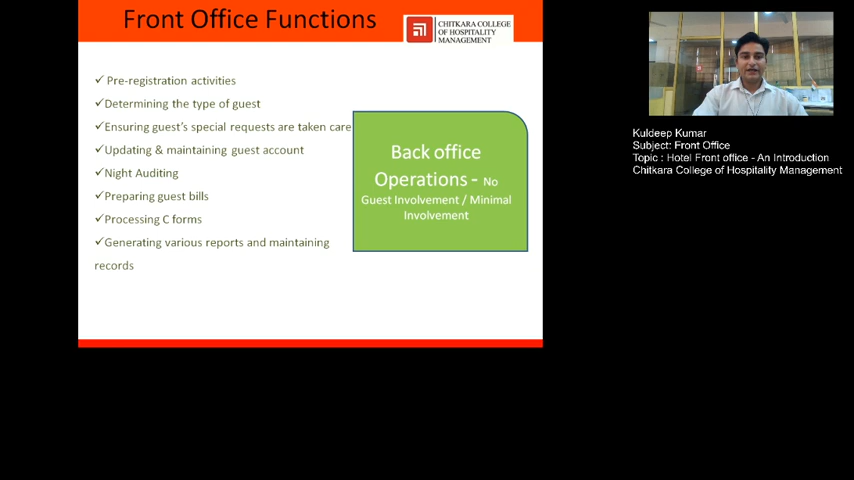 Front Office Functions
CHITKARA COLLEGE
OF HOSPITALITY
MANAGEMENT
✓Pre-registration activities
✓Determining the type of guest
✓Ensuring guest's special requests are taken care
✓Updating & maintaining guest account
✓Night Auditing
✓Preparing guest bills
✓Processing C forms
✓Generating various reports and maintaining
records
Back office
Operations - No
Guest Involvement / Minimal
Involvement
Kuldeep Kumar
Subject: Front Office
Topic : Hotel Front office - An Introduction
Chitkara College of Hospitality Management